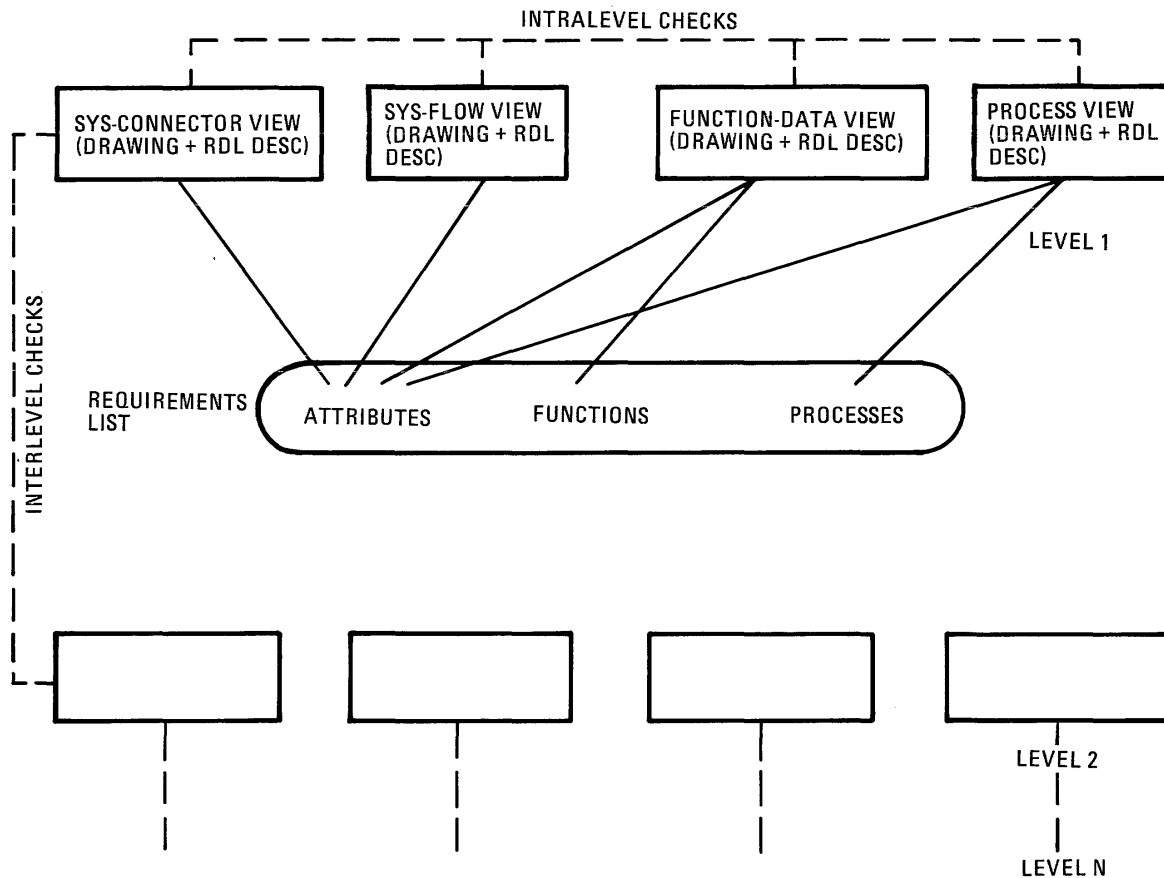 INTRALEVEL CHECKS
SYS-CONNECTOR VIEW
(DRAWING + RDL DESC)
SYS-FLOW VIEW
(DRAWING + RDL
DESC)
FUNCTION-DATA VIEW
(DRAWING + RDL DESC)
PROCESS VIEW
(DRAWING + RDL
DESC)
LEVEL 1
INTERLEVEL CHECKS
REQUIREMENTS
LIST
ATTRIBUTES
FUNCTIONS
PROCESSES
LEVEL 2
LEVEL N